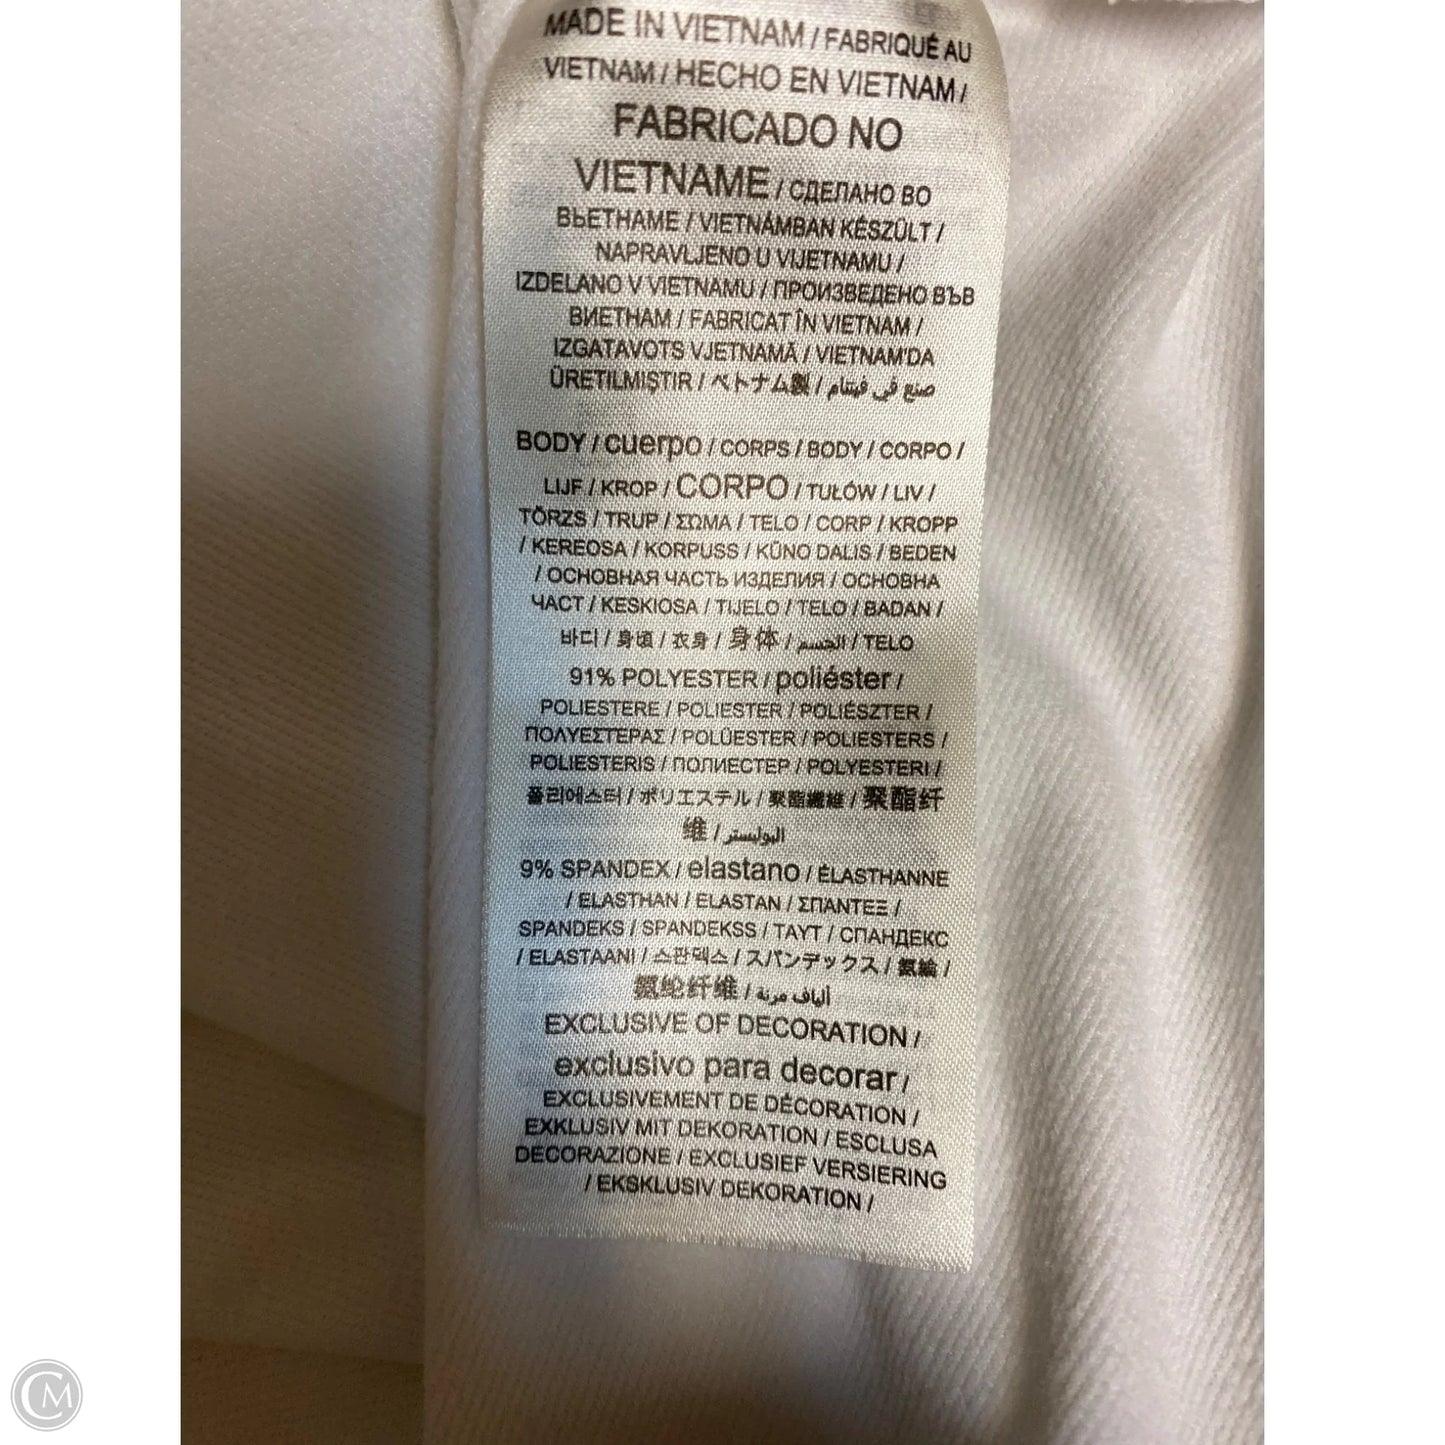 MADE IN VIETNAM / FABRIQUÉ AU
VIETNAM / HECHO EN VIETNAM /
FABRICADO NO
VIETNAME / СДЕЛАНО ВО
ВЬЕТНАМЕ / VIETNÁMBAN KÉSZÜLT /
NAPRAVLJENO U VIJETNAMU /
IZDELANO V VIETNAMU / ПРОИЗВЕДЕНО ВЪВ
ВИЕТНАМ / FABRICAT ÎN VIETNAM /
IZGATAVOTS VJETNAMĀ / VIETNAM'DA
ÜRETILMIŞTIR / ベトナム製 / صنع في فيتنام
BODY / cuerpo / CORPS / BODY / CORPO /
LIJF / KROP / CORPO / TUŁÓW / LIV /
TÖRZS / TRUP / ΣΩΜΑ / TELO / CORP / KROPP
/ KEREOSA / KORPUSS / KŪNO DALIS / BEDEN
/ ОСНОВНАЯ ЧАСТЬ ИЗДЕЛИЯ / ОСНОВНА
ЧАСТ / KESKIOSA / TIJELO / TELO / BADAN /
바디 / 身頃 / 衣身 / 身体 / الجسم / TELO
91% POLYESTER / poliéster /
POLIESTERE / POLIESTER / POLIÉSZTER /
ΠΟΛΥΕΣΤΕΡΑΣ / POLÜESTER / POLIESTERS /
POLIESTERIS / ПОЛИЕСТЕР / POLYESTERI /
폴리에스터 / ポリエステル / 聚酯纖維 / 聚酯纤
维 / البوليستر
9% SPANDEX / elastano / ÉLASTHANNE
/ ELASTHAN / ELASTAN / ΣΠΑΝΤΕΞ /
SPANDEKS / SPANDEKSS / TAYT / СПАНДЕКС
/ ELASTAANI / 스판덱스 / スパンデックス / 氨綸 /
氨纶纤维 / ألياف مرنة
EXCLUSIVE OF DECORATION /
exclusivo para decorar /
EXCLUSIVEMENT DE DÉCORATION /
EXKLUSIV MIT DEKORATION / ESCLUSA
DECORAZIONE / EXCLUSIEF VERSIERING
/ EKSKLUSIV DEKORATION /
CM